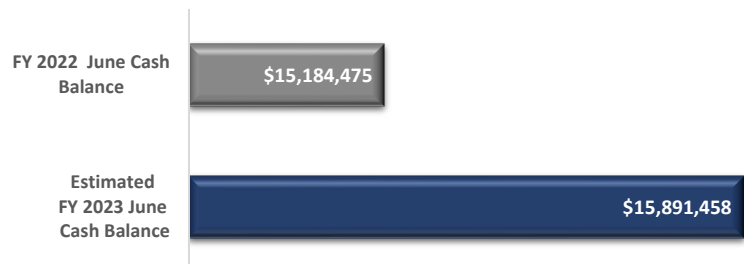 FY 2022 June Cash
Balance
$15,184,475
Estimated
FY 2023 June
Cash Balance
$15,891,458